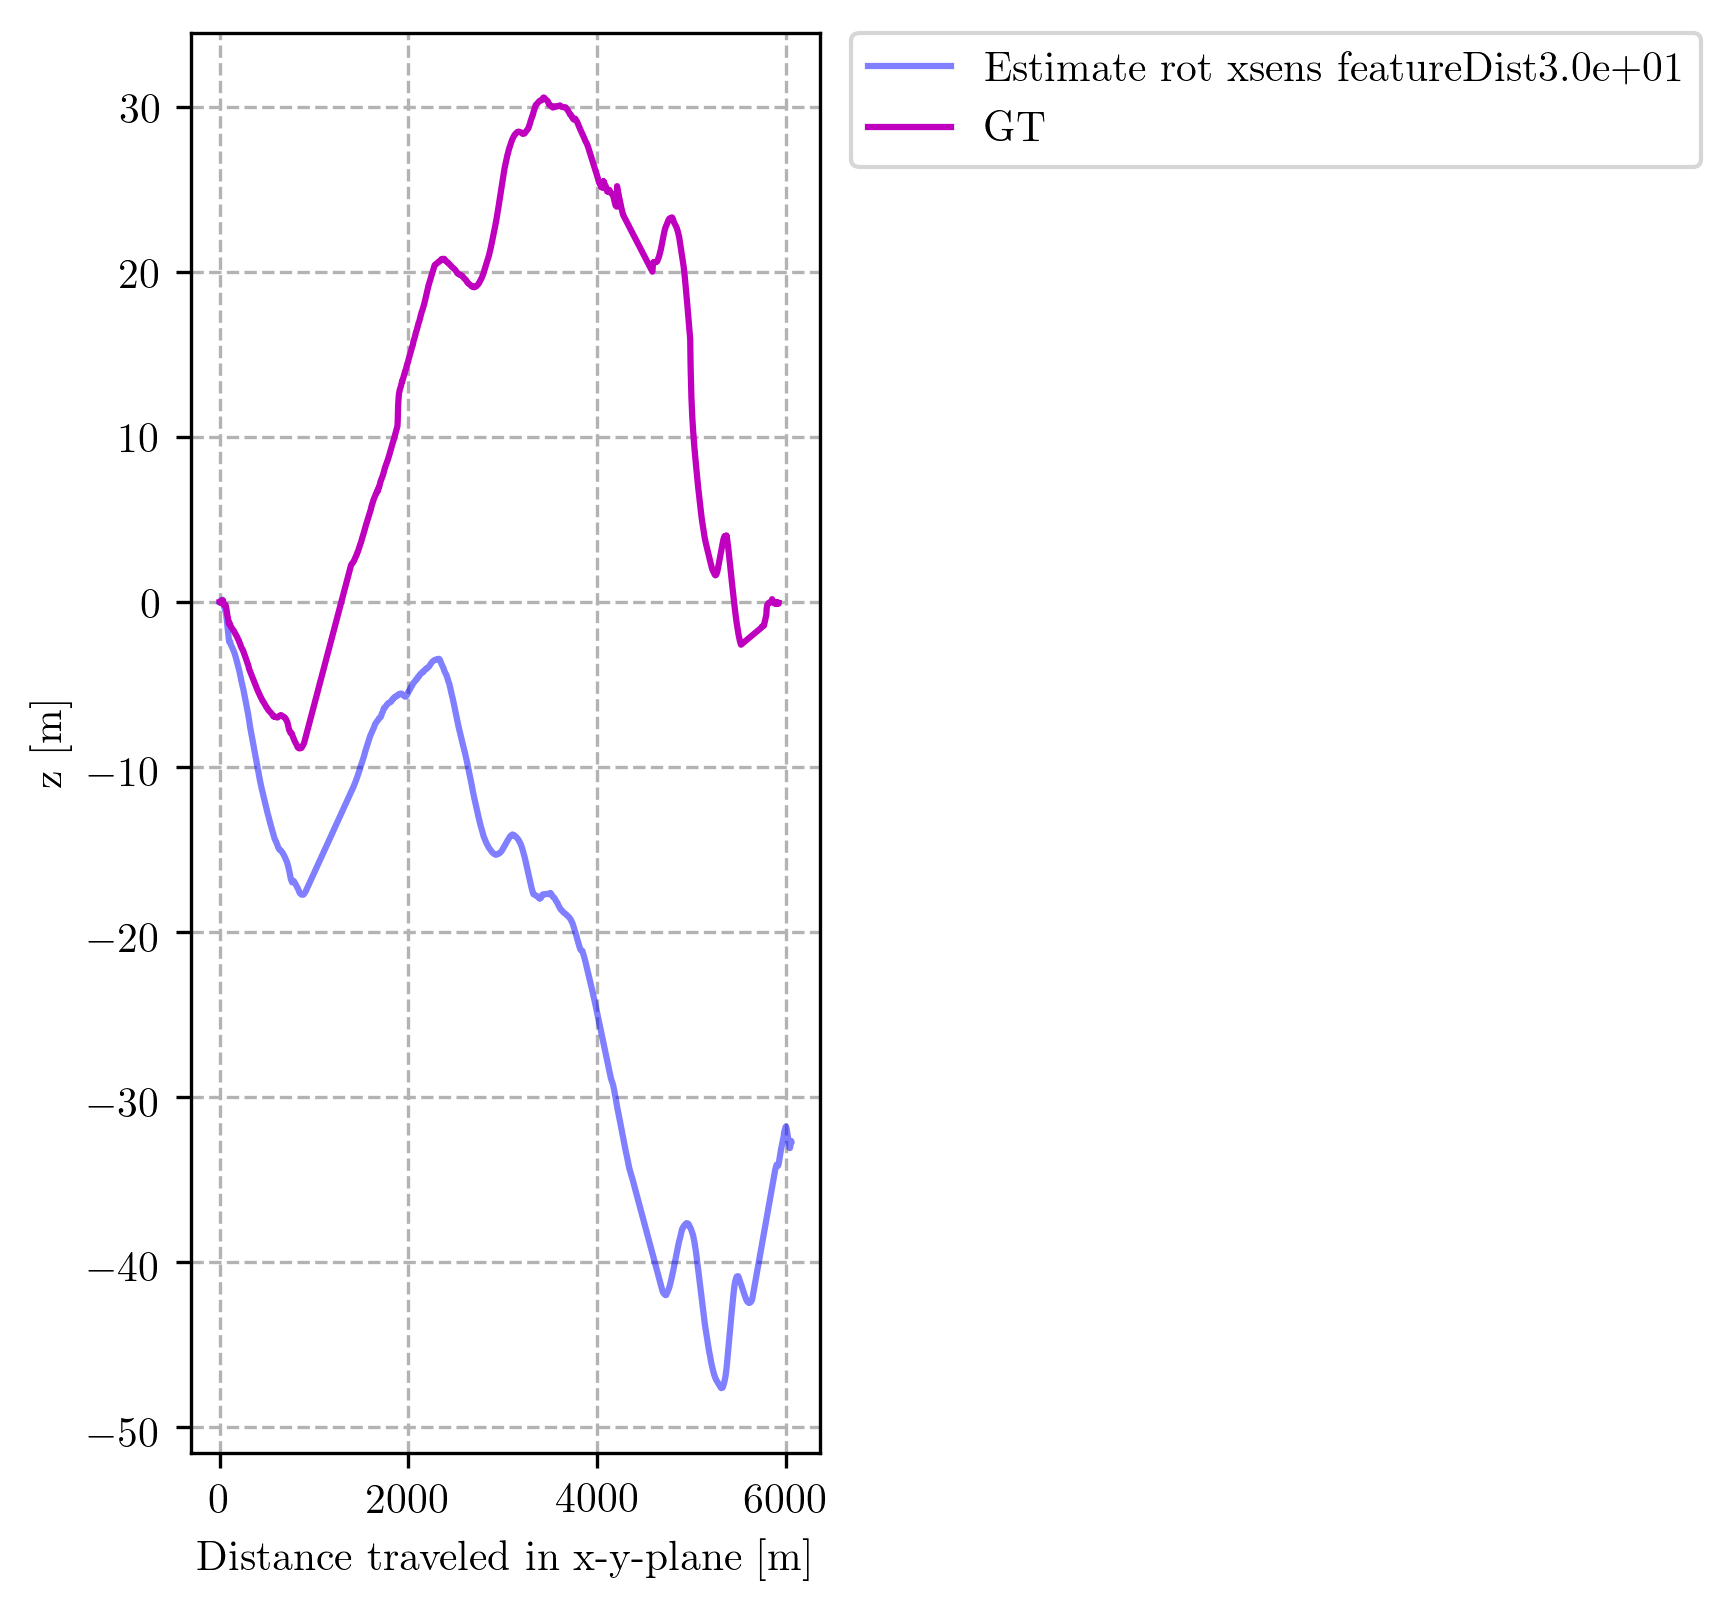 Estimate rot xsens featureDist3.0e+01
GT
30
20
10
0
−10
−20
−30
−40
−50
z [m]
0 2000 4000 6000
Distance traveled in x-y-plane [m]